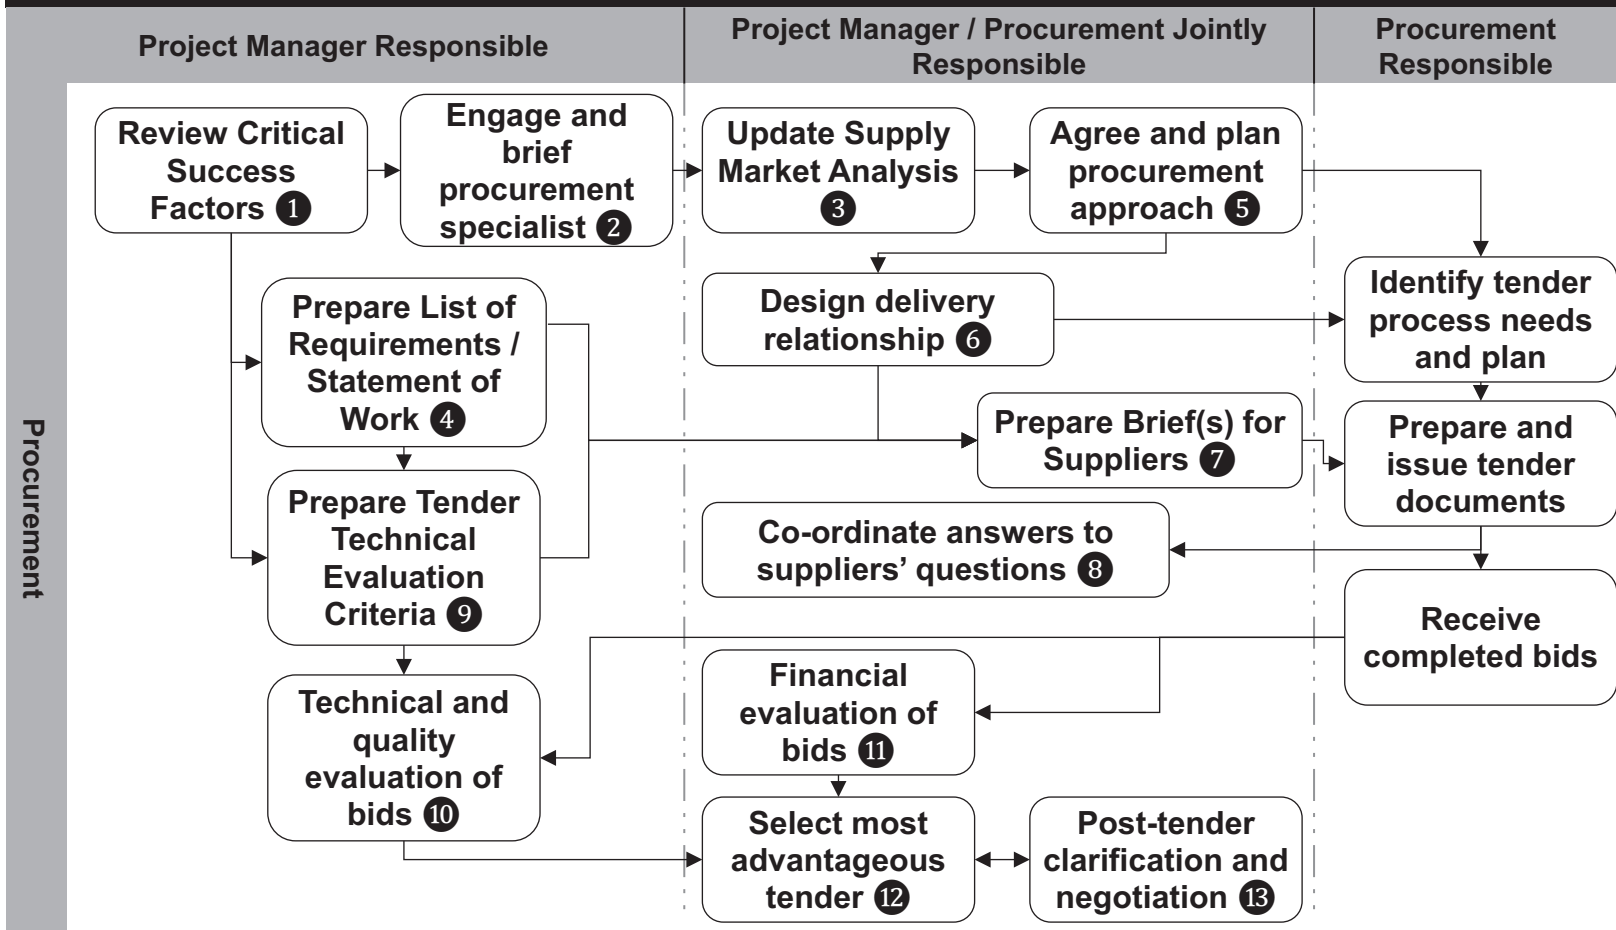 Project Manager Responsible
Project Manager / Procurement Jointly
Responsible
Procurement
Responsible
Procurement
Review Critical
Success
Factors 1
Engage and
brief
procurement
specialist 2
Update Supply
Market Analysis
3
Agree and plan
procurement
approach 5
Prepare List of
Requirements /
Statement of
Work 4
Design delivery
relationship 6
Identify tender
process needs
and plan
Prepare Brief(s) for
Suppliers 7
Prepare and
issue tender
documents
Prepare Tender
Technical
Evaluation
Criteria 9
Co-ordinate answers to
suppliers’ questions 8
Receive
completed bids
Technical and
quality
evaluation of
bids 10
Financial
evaluation of
bids 11
Select most
advantageous
tender 12
Post-tender
clarification and
negotiation 13